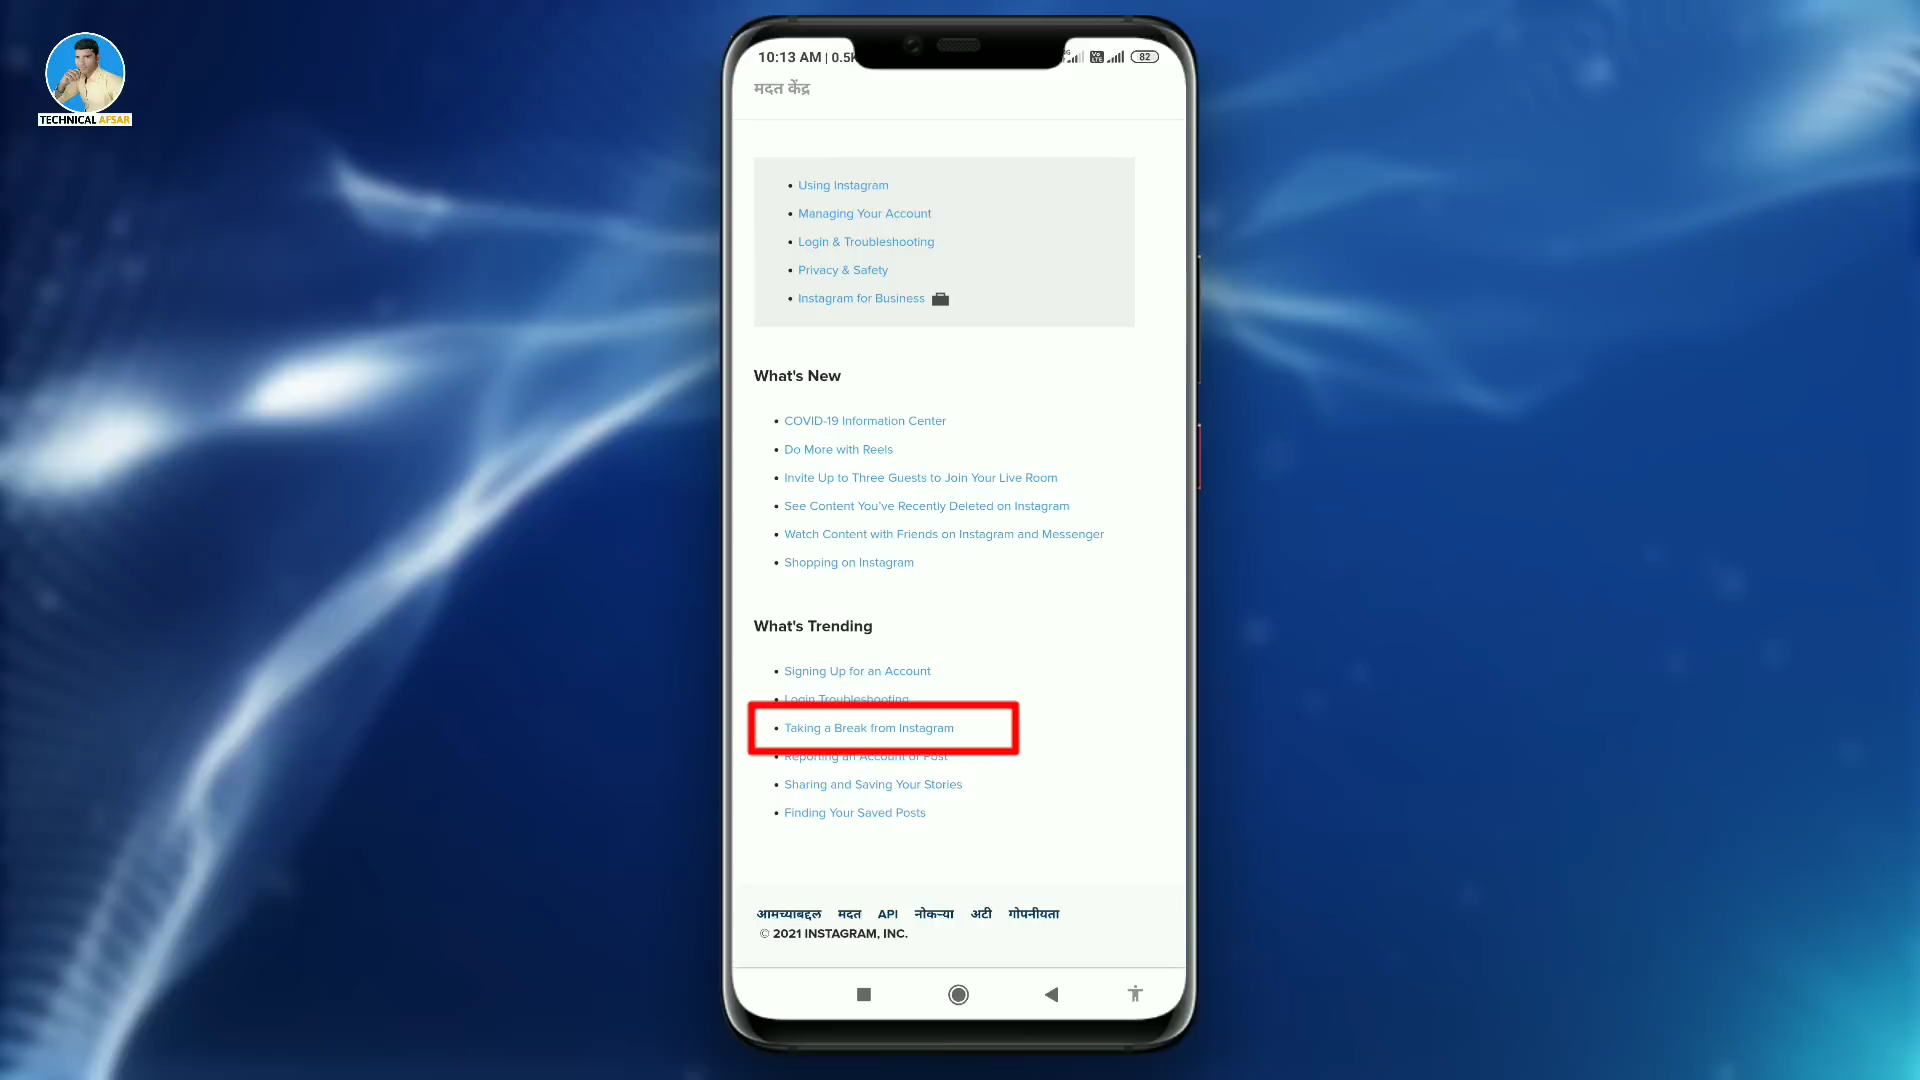 TECHNICAL AFSAR
10:13 AM | 0.5K
82
मदत केंद्र
Using Instagram
Managing Your Account
Login & Troubleshooting
Privacy & Safety
Instagram for Business
What's New
COVID-19 Information Center
Do More with Reels
Invite Up to Three Guests to Join Your Live Room
See Content You've Recently Deleted on Instagram
Watch Content with Friends on Instagram and Messenger
Shopping on Instagram
What's Trending
Signing Up for an Account
Login Troubleshooting
Taking a Break from Instagram
Reporting an Account or Post
Sharing and Saving Your Stories
Finding Your Saved Posts
आमच्याबद्दल मदत API नोकऱ्या अटी गोपनीयता
© 2021 INSTAGRAM, INC.